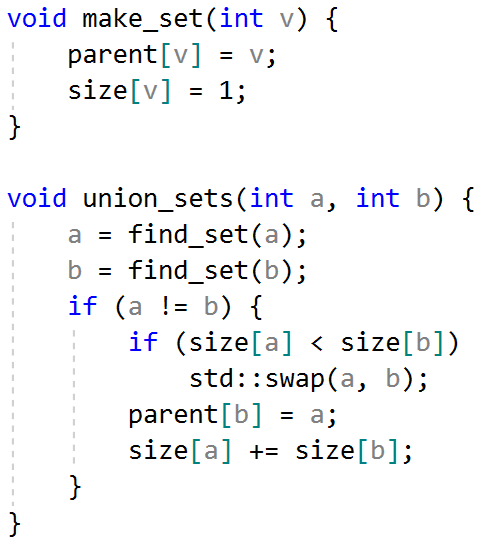 void make_set(int v) {
    parent[v] = v;
    size[v] = 1;
}

void union_sets(int a, int b) {
    a = find_set(a);
    b = find_set(b);
    if (a != b) {
        if (size[a] < size[b])
            std::swap(a, b);
        parent[b] = a;
        size[a] += size[b];
    }
}